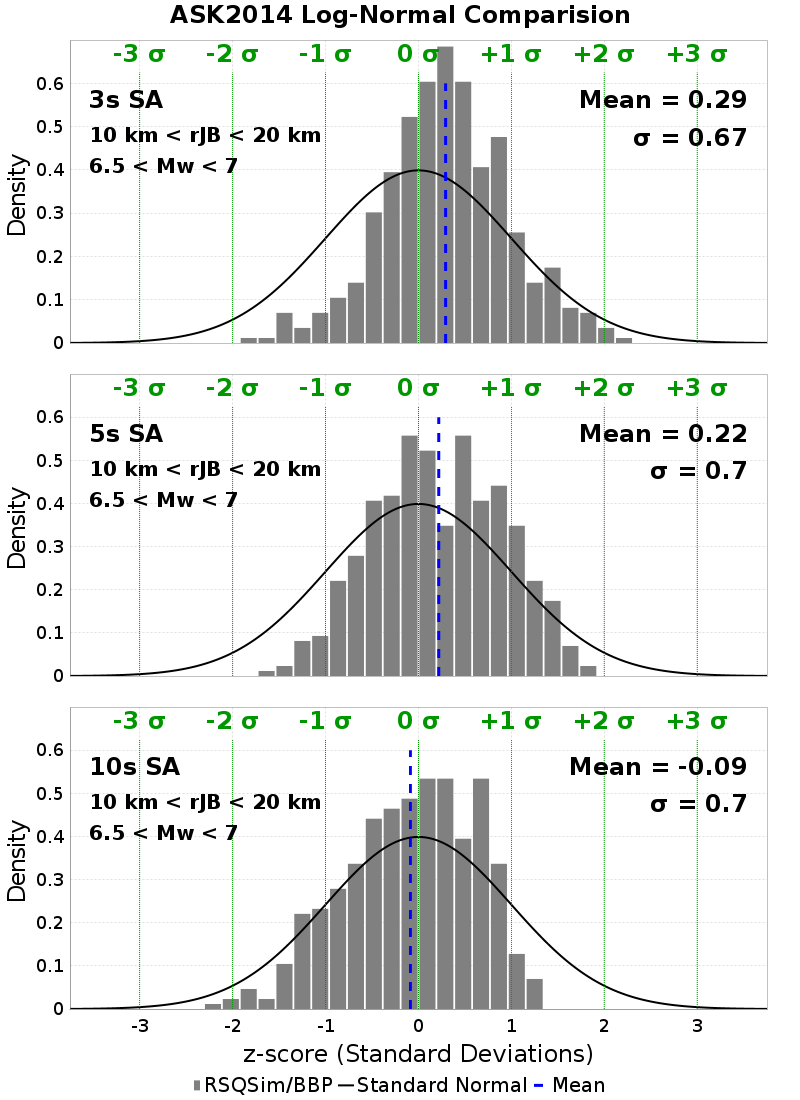 ASK2014 Log-Normal Comparision
-3 σ -2 σ -1 σ 0 σ +1 σ +2 σ +3 σ
3s SA
10 km < rJB < 20 km
6.5 < Mw < 7
Mean = 0.29
σ = 0.67
Density
0.6
0.5
0.4
0.3
0.2
0.1
0
-3 σ -2 σ -1 σ 0 σ +1 σ +2 σ +3 σ
5s SA
10 km < rJB < 20 km
6.5 < Mw < 7
Mean = 0.22
σ = 0.7
Density
0.6
0.5
0.4
0.3
0.2
0.1
0
-3 σ -2 σ -1 σ 0 σ +1 σ +2 σ +3 σ
10s SA
10 km < rJB < 20 km
6.5 < Mw < 7
Mean = -0.09
σ = 0.7
Density
0.6
0.5
0.4
0.3
0.2
0.1
0
-3 -2 -1 0 1 2 3
z-score (Standard Deviations)
RSQSim/BBP Standard Normal Mean